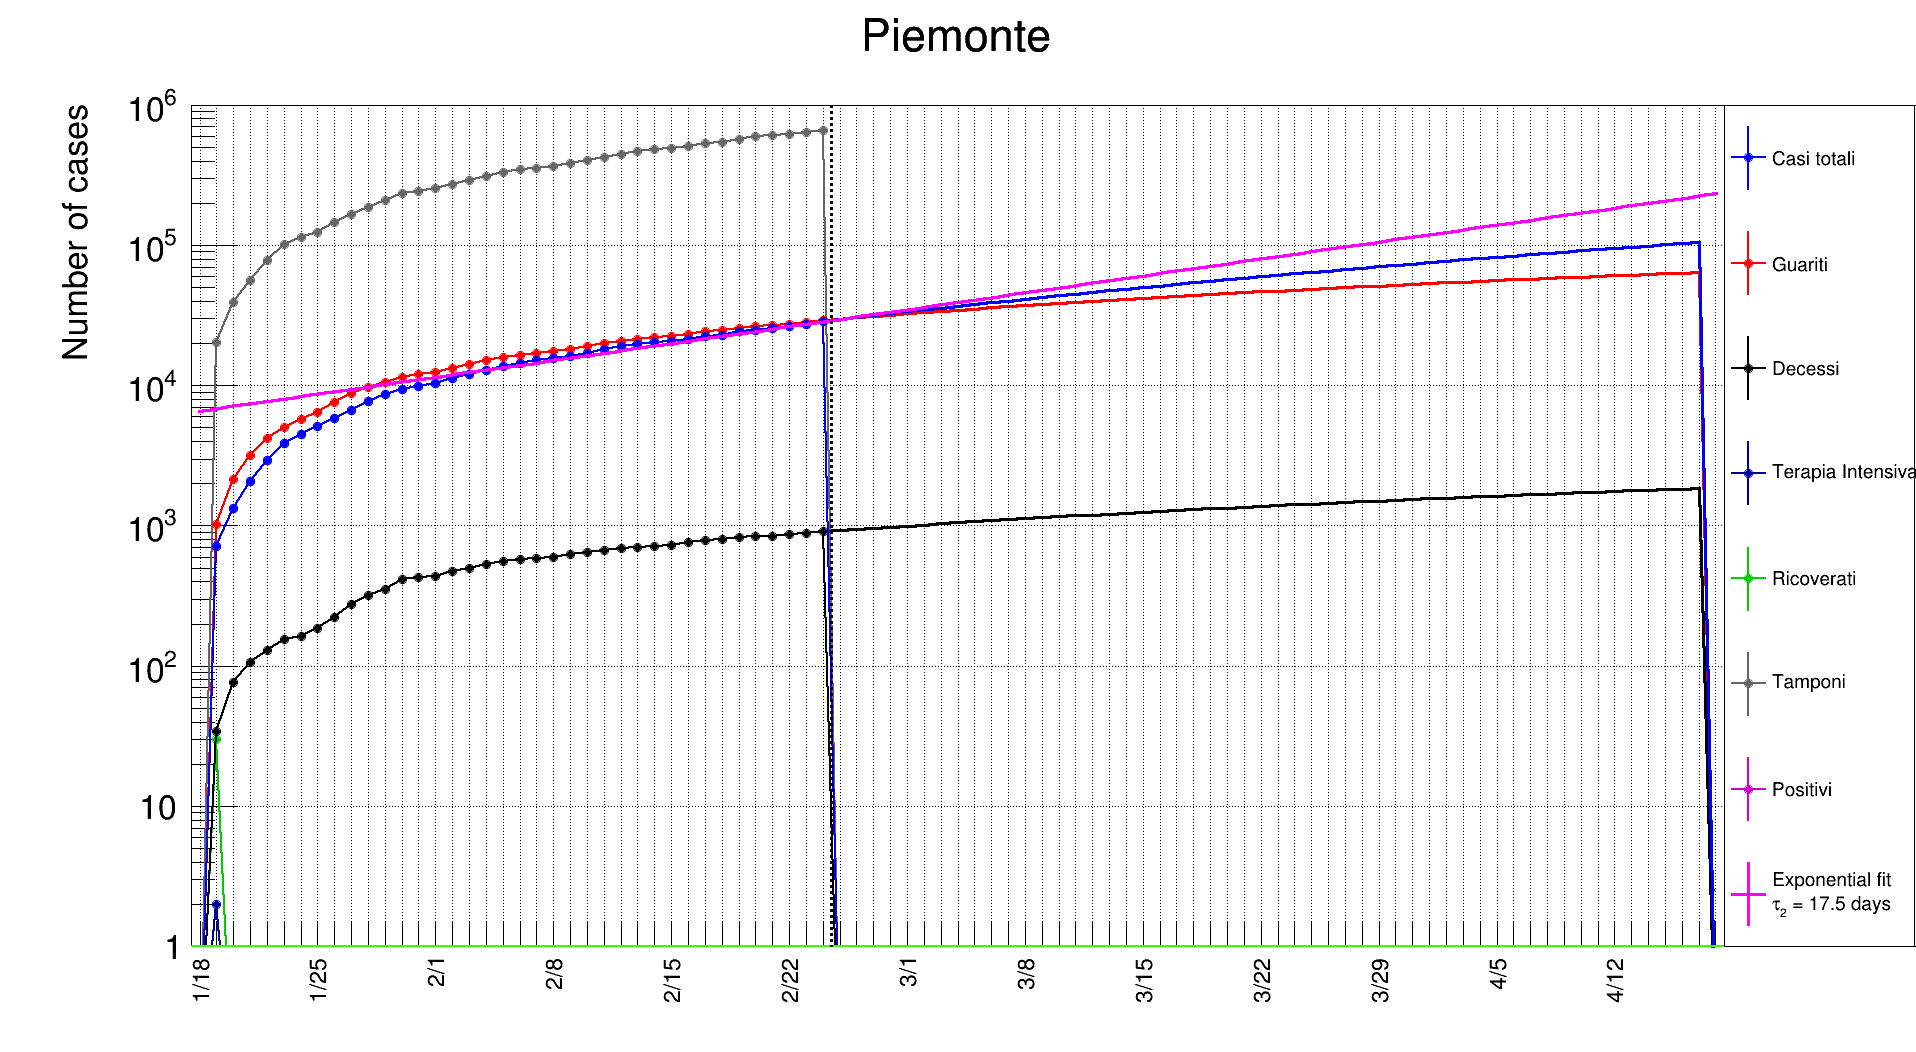 Piemonte
Number of cases
10^6
10^5
10^4
10^3
10^2
10
1
1/18
1/25
2/1
2/8
2/15
2/22
3/1
3/8
3/15
3/22
3/29
4/5
4/12
Casi totali
Guariti
Decessi
Terapia Intensiva
Ricoverati
Tamponi
Positivi
Exponential fit
τ₂ = 17.5 days